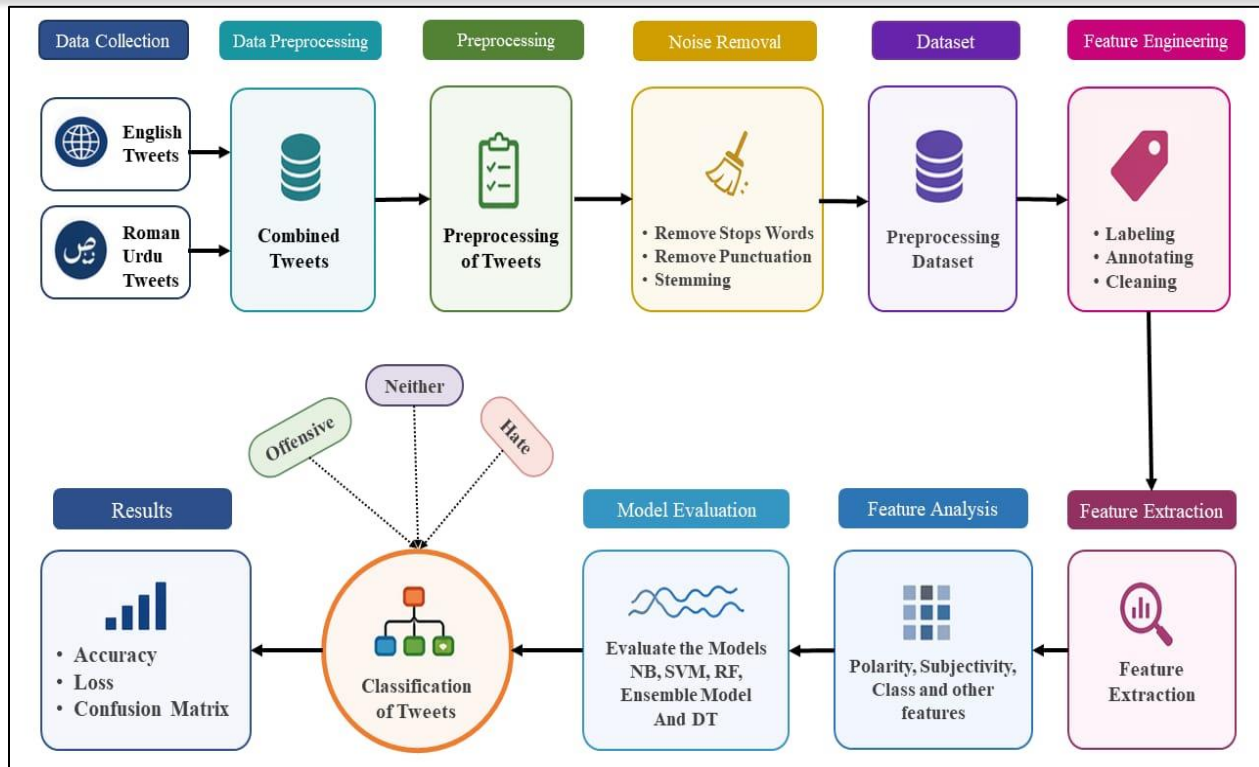 Data Collection
Data Preprocessing
Preprocessing
Noise Removal
Dataset
Feature Engineering
English
Tweets
ص
Roman
Urdu
Tweets
Combined
Tweets
Preprocessing
of Tweets
• Remove Stops Words
• Remove Punctuation
• Stemming
Preprocessing
Dataset
• Labeling
• Annotating
• Cleaning
Offensive
Neither
Hate
Results
Model Evaluation
Feature Analysis
Feature Extraction
• Accuracy
• Loss
• Confusion Matrix
Classification
of Tweets
Evaluate the Models
NB, SVM, RF,
Ensemble Model
And DT
Polarity, Subjectivity,
Class and other
features
Feature
Extraction